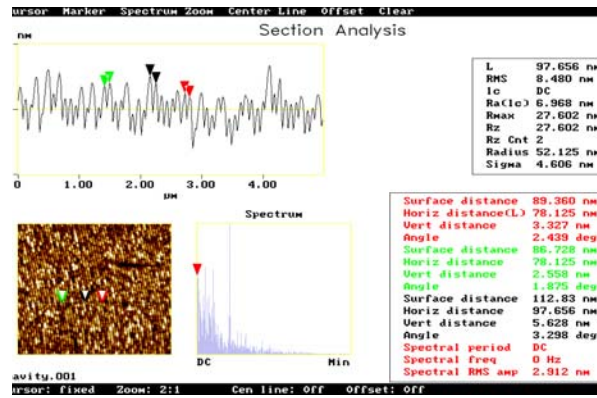 ursor Marker Spectrum Zoom Center Line Offset Clear
Section Analysis
nm
L 97.656 nm
RMS 8.480 nm
lc DC
Ra(lc) 6.968 nm
Rmax 27.602 nm
Rz 27.602 nm
Rz Cnt 2
Radius 52.125 nm
Sigma 4.606 nm
0 1.00 2.00 3.00 4.00
µm
Spectrum
DC Min
Surface distance 89.360 nm
Horiz distance(L) 78.125 nm
Vert distance 3.327 nm
Angle 2.439 deg
Surface distance 86.728 nm
Horiz distance 78.125 nm
Vert distance 2.558 nm
Angle 1.875 deg
Surface distance 112.83 nm
Horiz distance 97.656 nm
Vert distance 5.628 nm
Angle 3.298 deg
Spectral period DC
Spectral freq 0 Hz
Spectral RMS amp 2.912 nm
avity.001
ursor: fixed Zoom: 2:1 Cen line: Off Offset: Off